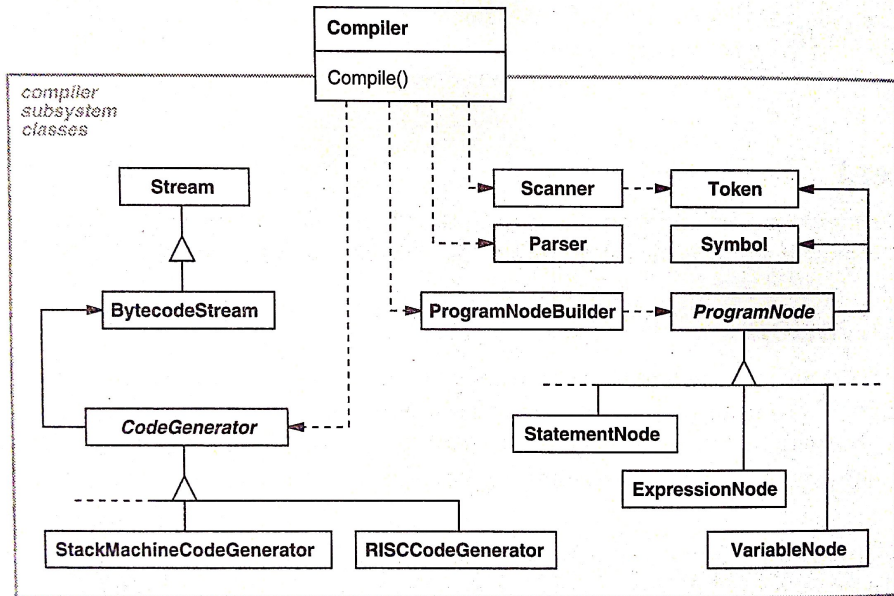 Compiler
Compile()
compiler
subsystem
classes
Stream
Scanner
Token
Parser
Symbol
BytecodeStream
ProgramNodeBuilder
ProgramNode
CodeGenerator
StatementNode
ExpressionNode
StackMachineCodeGenerator
RISCCodeGenerator
VariableNode